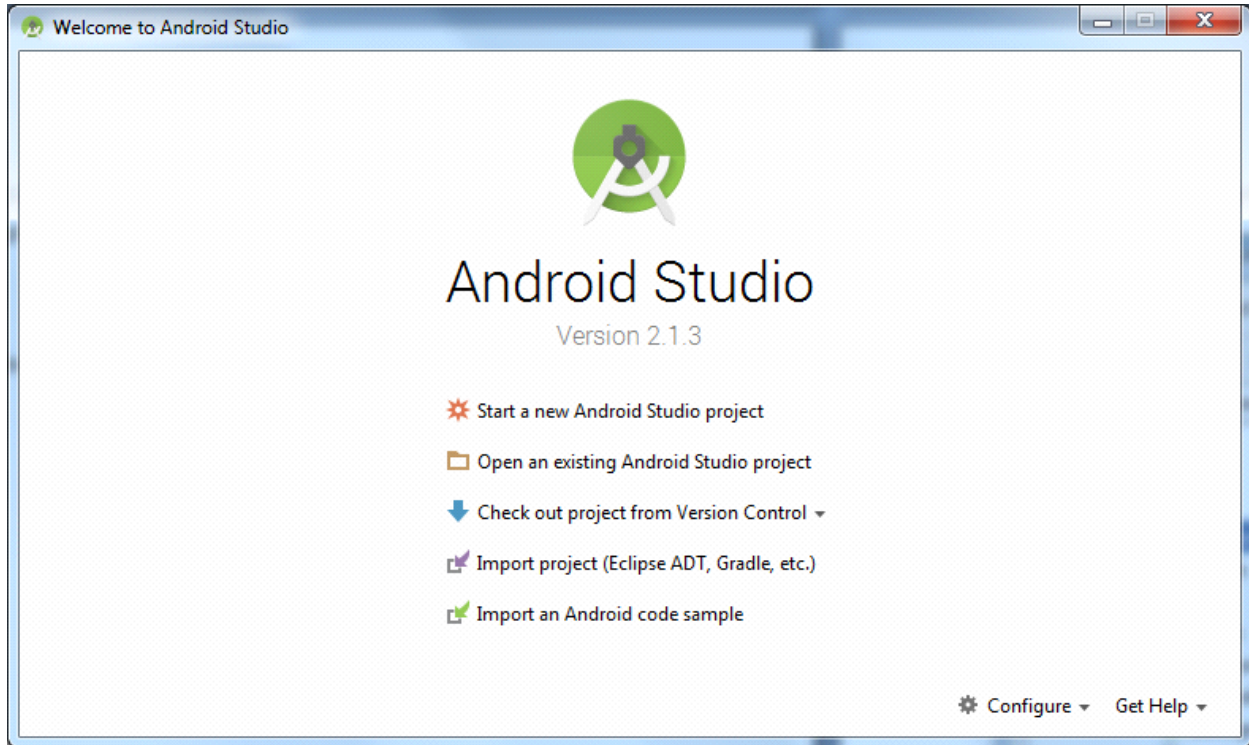 Welcome to Android Studio
Android Studio
Version 2.1.3
Start a new Android Studio project
Open an existing Android Studio project
Check out project from Version Control
Import project (Eclipse ADT, Gradle, etc.)
Import an Android code sample
Configure Get Help